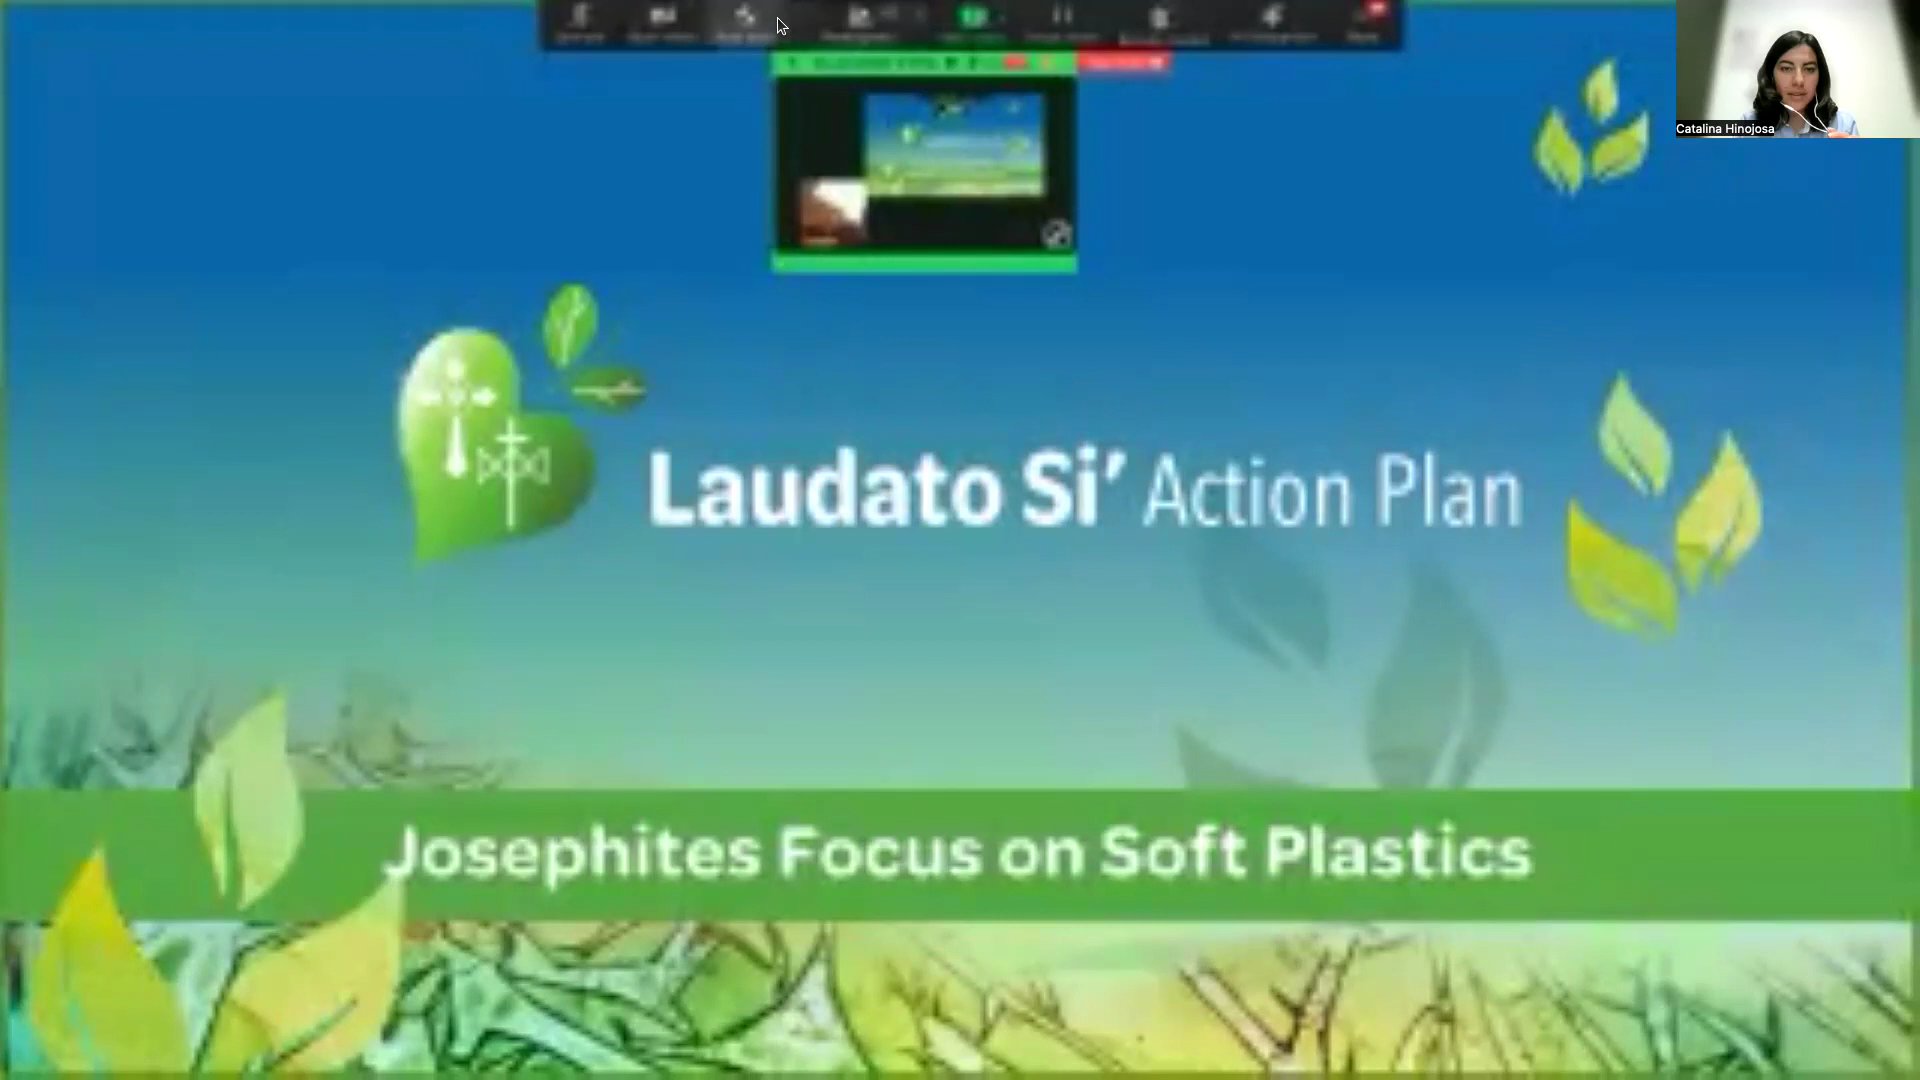 Catalina Hinojosa
Laudato Si’ Action Plan
Josephites Focus on Soft Plastics